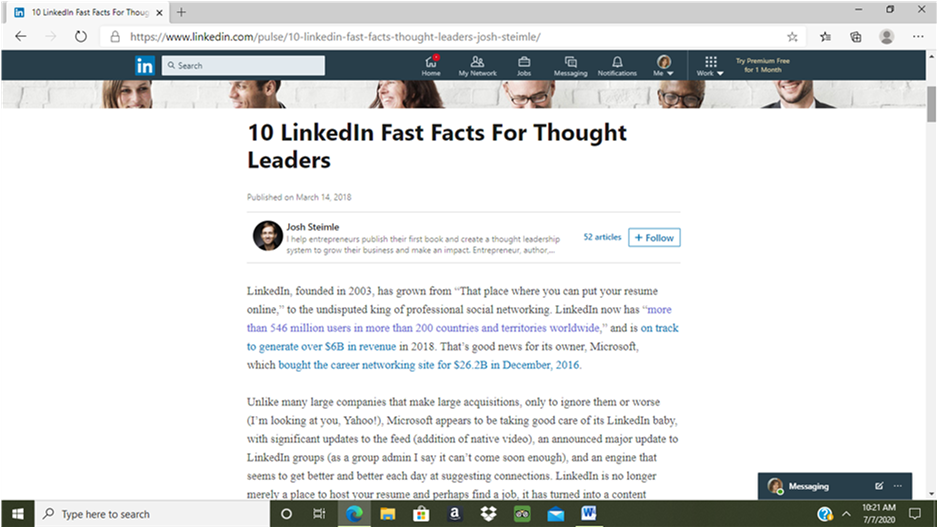 10 LinkedIn Fast Facts For Thoug
https://www.linkedin.com/pulse/10-linkedin-fast-facts-thought-leaders-josh-steimle/
in
Search
Home
My Network
Jobs
Messaging
Notifications
Me
Work
Try Premium Free
for 1 Month
10 LinkedIn Fast Facts For Thought
Leaders
Published on March 14, 2018
Josh Steimle
I help entrepreneurs publish their first book and create a thought leadership
system to grow their business and make an impact. Entrepreneur, author,...
52 articles
+ Follow
LinkedIn, founded in 2003, has grown from “That place where you can put your resume
online,” to the undisputed king of professional social networking. LinkedIn now has “more
than 546 million users in more than 200 countries and territories worldwide,” and is on track
to generate over $6B in revenue in 2018. That’s good news for its owner, Microsoft,
which bought the career networking site for $26.2B in December, 2016.
Unlike many large companies that make large acquisitions, only to ignore them or worse
(I’m looking at you, Yahoo!), Microsoft appears to be taking good care of its LinkedIn baby,
with significant updates to the feed (addition of native video), an announced major update to
LinkedIn groups (as a group admin I say it can’t come soon enough), and an engine that
seems to get better and better each day at suggesting connections. LinkedIn is no longer
merely a place to host your resume and perhaps find a job, it has turned into a content
Messaging
Type here to search
10:21 AM
7/7/2020